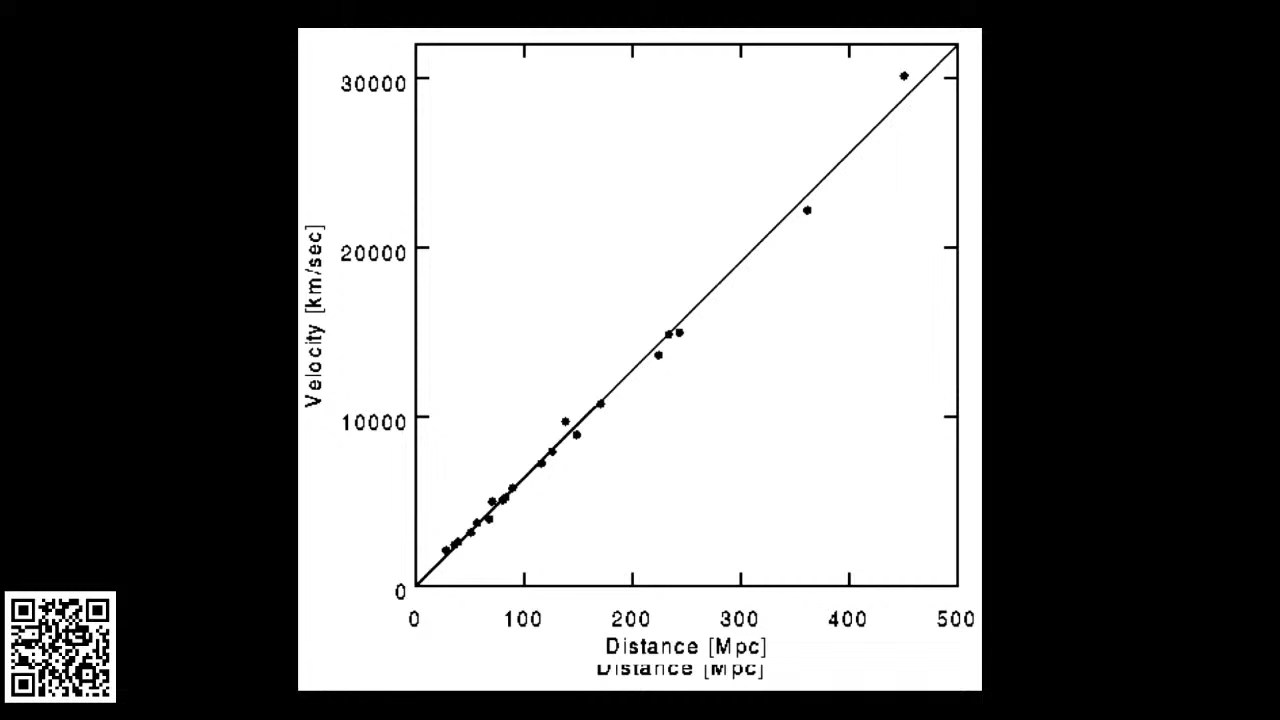 30000
20000
10000
0
Velocity [km/sec]
0 100 200 300 400 500
Distance [Mpc]
Distance [Mpc]